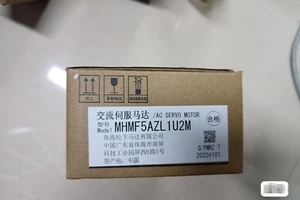 交流伺服马达 /AC SERVO MOTOR
型号
Model MHMF5AZL1U2M
珠海松下马达有限公司
中国广东省珠海市南屏
科技工业园屏西6路1号
原产地：中国
合格
20201101